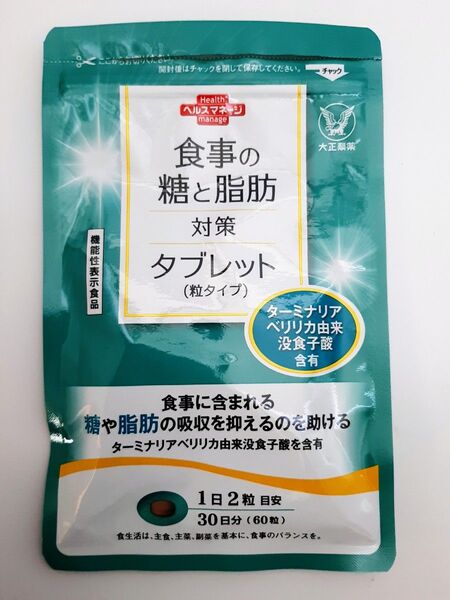 ここからお切りください。
開封後はチャックを閉じて保存してください。
チャック
Health
ヘルスマネージ
manage
大正製薬
食事の
糖と脂肪
対策
タブレット
(粒タイプ)
機能性表示食品
ターミナリア
ベリリカ由来
没食子酸
含有
食事に含まれる
糖や脂肪の吸収を抑えるのを助ける
ターミナリアベリリカ由来没食子酸を含有
1日2粒 目安
30日分(60粒)
食生活は、主食、主菜、副菜を基本に、食事のバランスを。